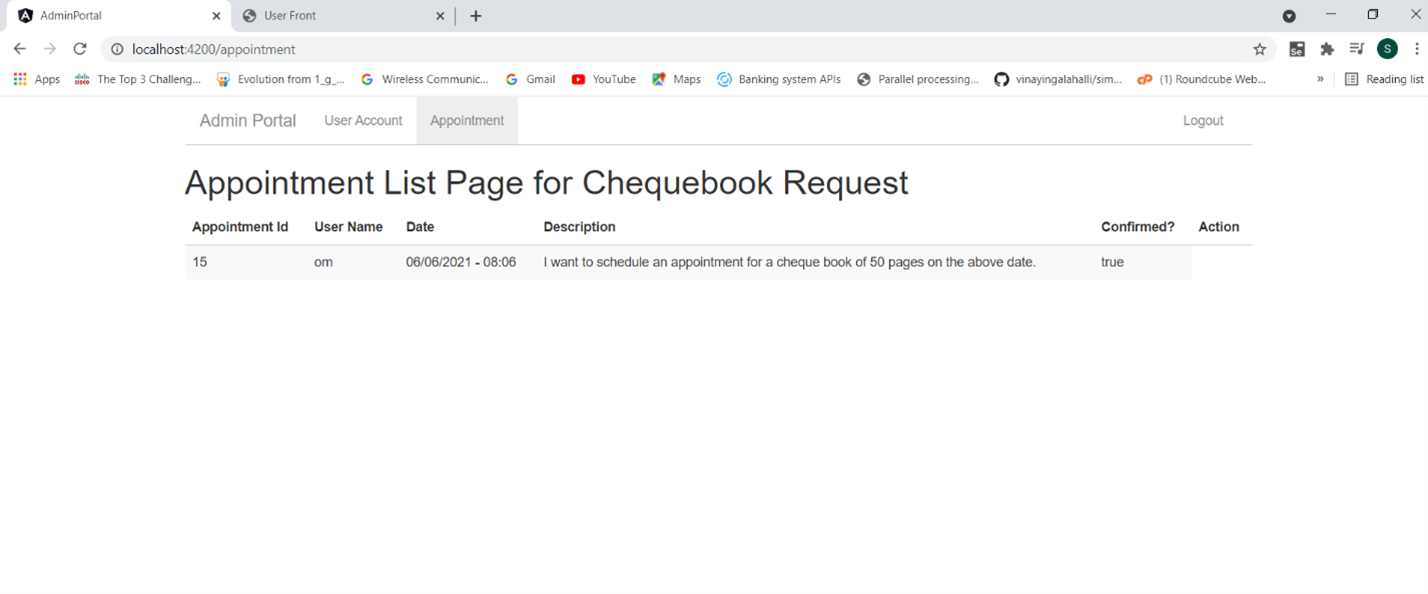 AdminPortal
User Front
localhost:4200/appointment
Se
S
Apps
cisco
The Top 3 Challeng...
Evolution from 1_g_...
Wireless Communic...
Gmail
YouTube
Maps
Banking system APIs
Parallel processing...
vinayingalahalli/sim...
cP
(1) Roundcube Web...
»
Reading list
Admin Portal
User Account
Appointment
Logout
Appointment List Page for Chequebook Request
Appointment Id User Name Date Description Confirmed? Action
15 om 06/06/2021 - 08:06 I want to schedule an appointment for a cheque book of 50 pages on the above date. true